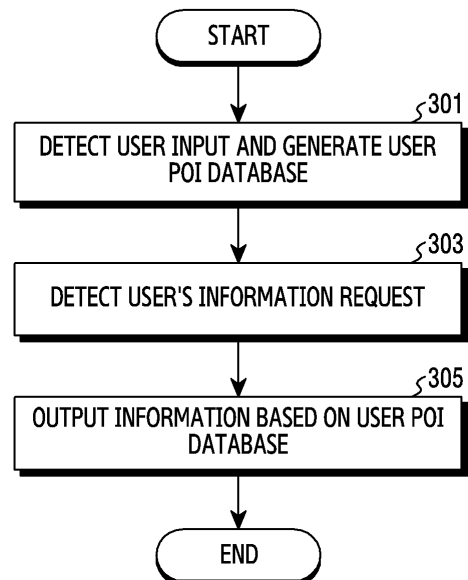 START
301
DETECT USER INPUT AND GENERATE USER
POI DATABASE
303
DETECT USER'S INFORMATION REQUEST
305
OUTPUT INFORMATION BASED ON USER POI
DATABASE
END